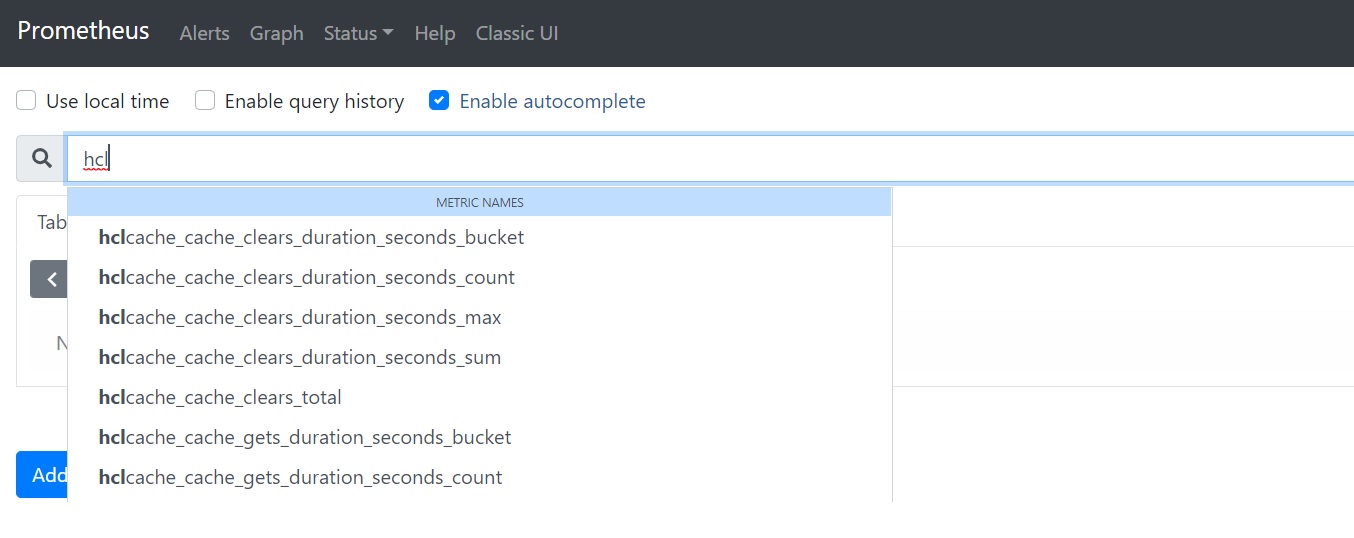 Prometheus Alerts Graph Status Help Classic UI
Use local time Enable query history Enable autocomplete
hcl
METRIC NAMES
Tab
hclcache_cache_clears_duration_seconds_bucket
hclcache_cache_clears_duration_seconds_count
hclcache_cache_clears_duration_seconds_max
N
hclcache_cache_clears_duration_seconds_sum
hclcache_cache_clears_total
hclcache_cache_gets_duration_seconds_bucket
Add
hclcache_cache_gets_duration_seconds_count